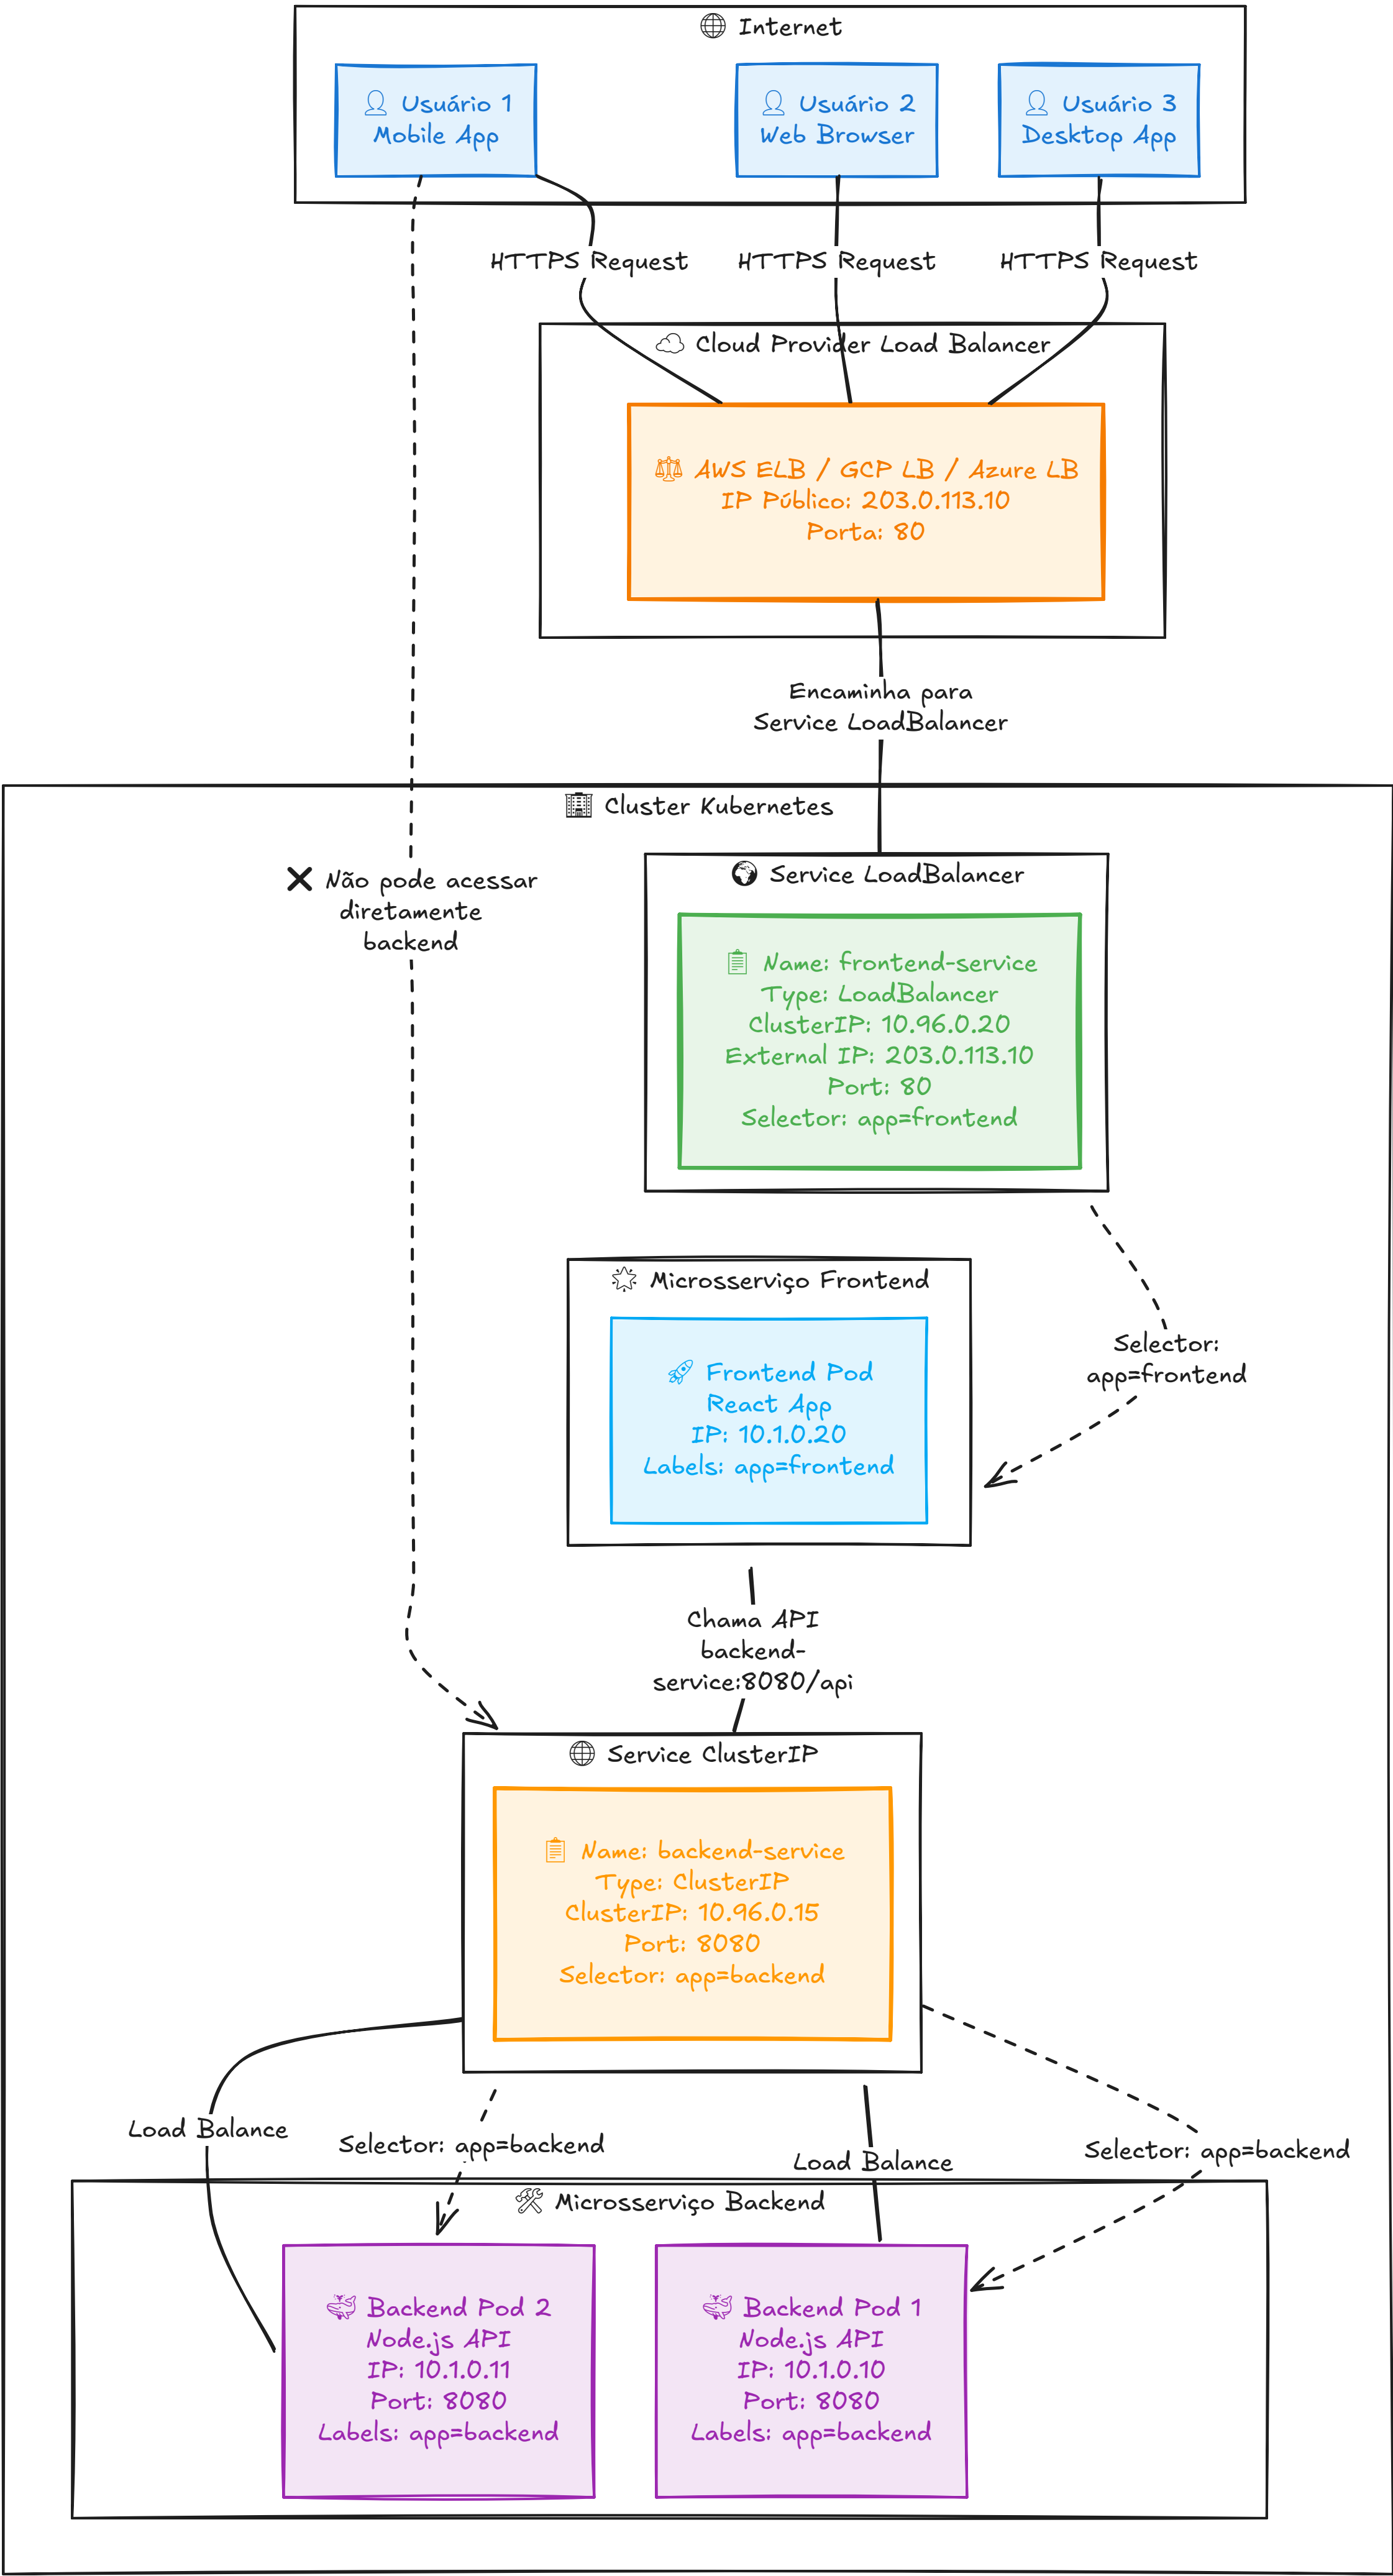 Internet
Usuário 1
Mobile App
Usuário 2
Web Browser
Usuário 3
Desktop App
HTTPS Request
HTTPS Request
HTTPS Request
Cloud Provider Load Balancer
AWS ELB / GCP LB / Azure LB
IP Público: 203.0.113.10
Porta: 80
Encaminha para
Service LoadBalancer
Cluster Kubernetes
Não pode acessar
diretamente
backend
Service LoadBalancer
Name: frontend-service
Type: LoadBalancer
ClusterIP: 10.96.0.20
External IP: 203.0.113.10
Port: 80
Selector: app=frontend
Microsserviço Frontend
Frontend Pod
React App
IP: 10.1.0.20
Labels: app=frontend
Selector:
app=frontend
Chama API
backend-
service:8080/api
Service ClusterIP
Name: backend-service
Type: ClusterIP
ClusterIP: 10.96.0.15
Port: 8080
Selector: app=backend
Load Balance
Selector: app=backend
Load Balance
Selector: app=backend
Microsserviço Backend
Backend Pod 2
Node.js API
IP: 10.1.0.11
Port: 8080
Labels: app=backend
Backend Pod 1
Node.js API
IP: 10.1.0.10
Port: 8080
Labels: app=backend